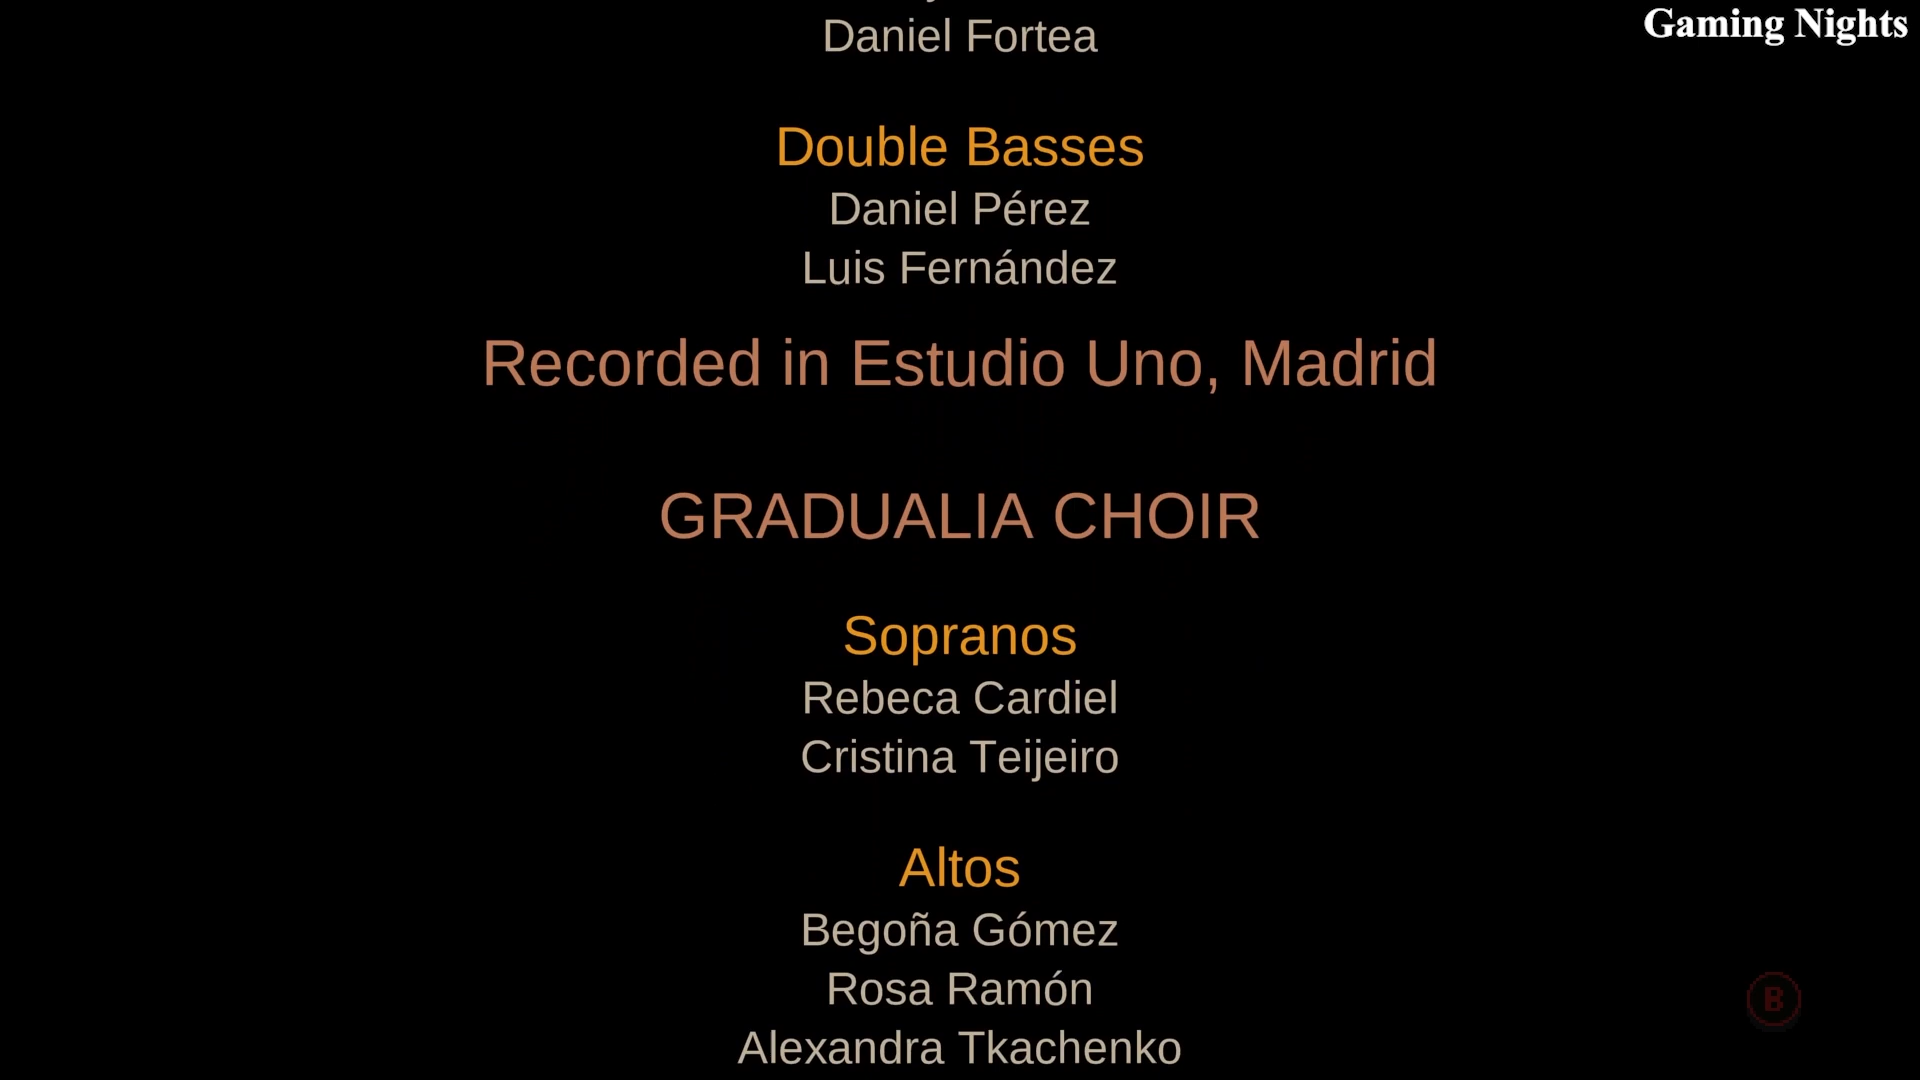 Gaming Nights
Daniel Fortea
Double Basses
Daniel Pérez
Luis Fernández
Recorded in Estudio Uno, Madrid
GRADUALIA CHOIR
Sopranos
Rebeca Cardiel
Cristina Teijeiro
Altos
Begoña Gómez
Rosa Ramón
Alexandra Tkachenko
B